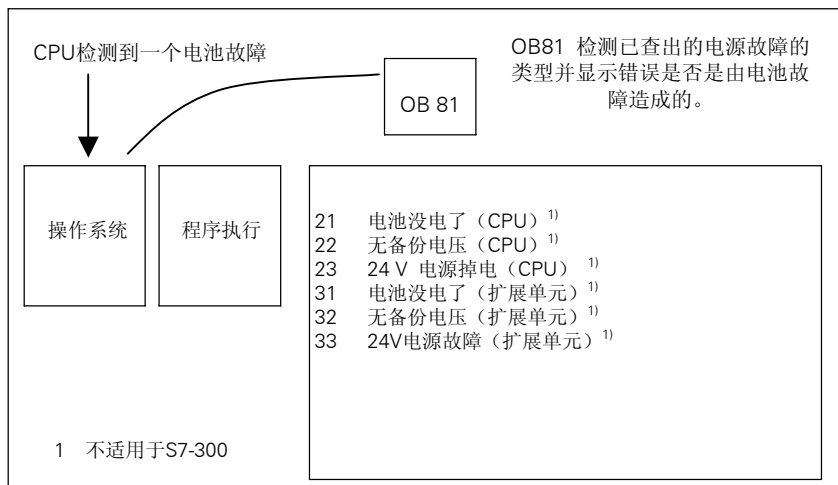 CPU检测到一个电池故障
OB 81
OB81 检测已查出的电源故障的
类型并显示错误是否是由电池故
障造成的。
操作系统
程序执行
21 电池没电了（CPU）1)
22 无备份电压（CPU）1)
23 24 V 电源掉电（CPU） 1)
31 电池没电了（扩展单元）1)
32 无备份电压（扩展单元）1)
33 24V电源故障（扩展单元）1)
1 不适用于S7-300